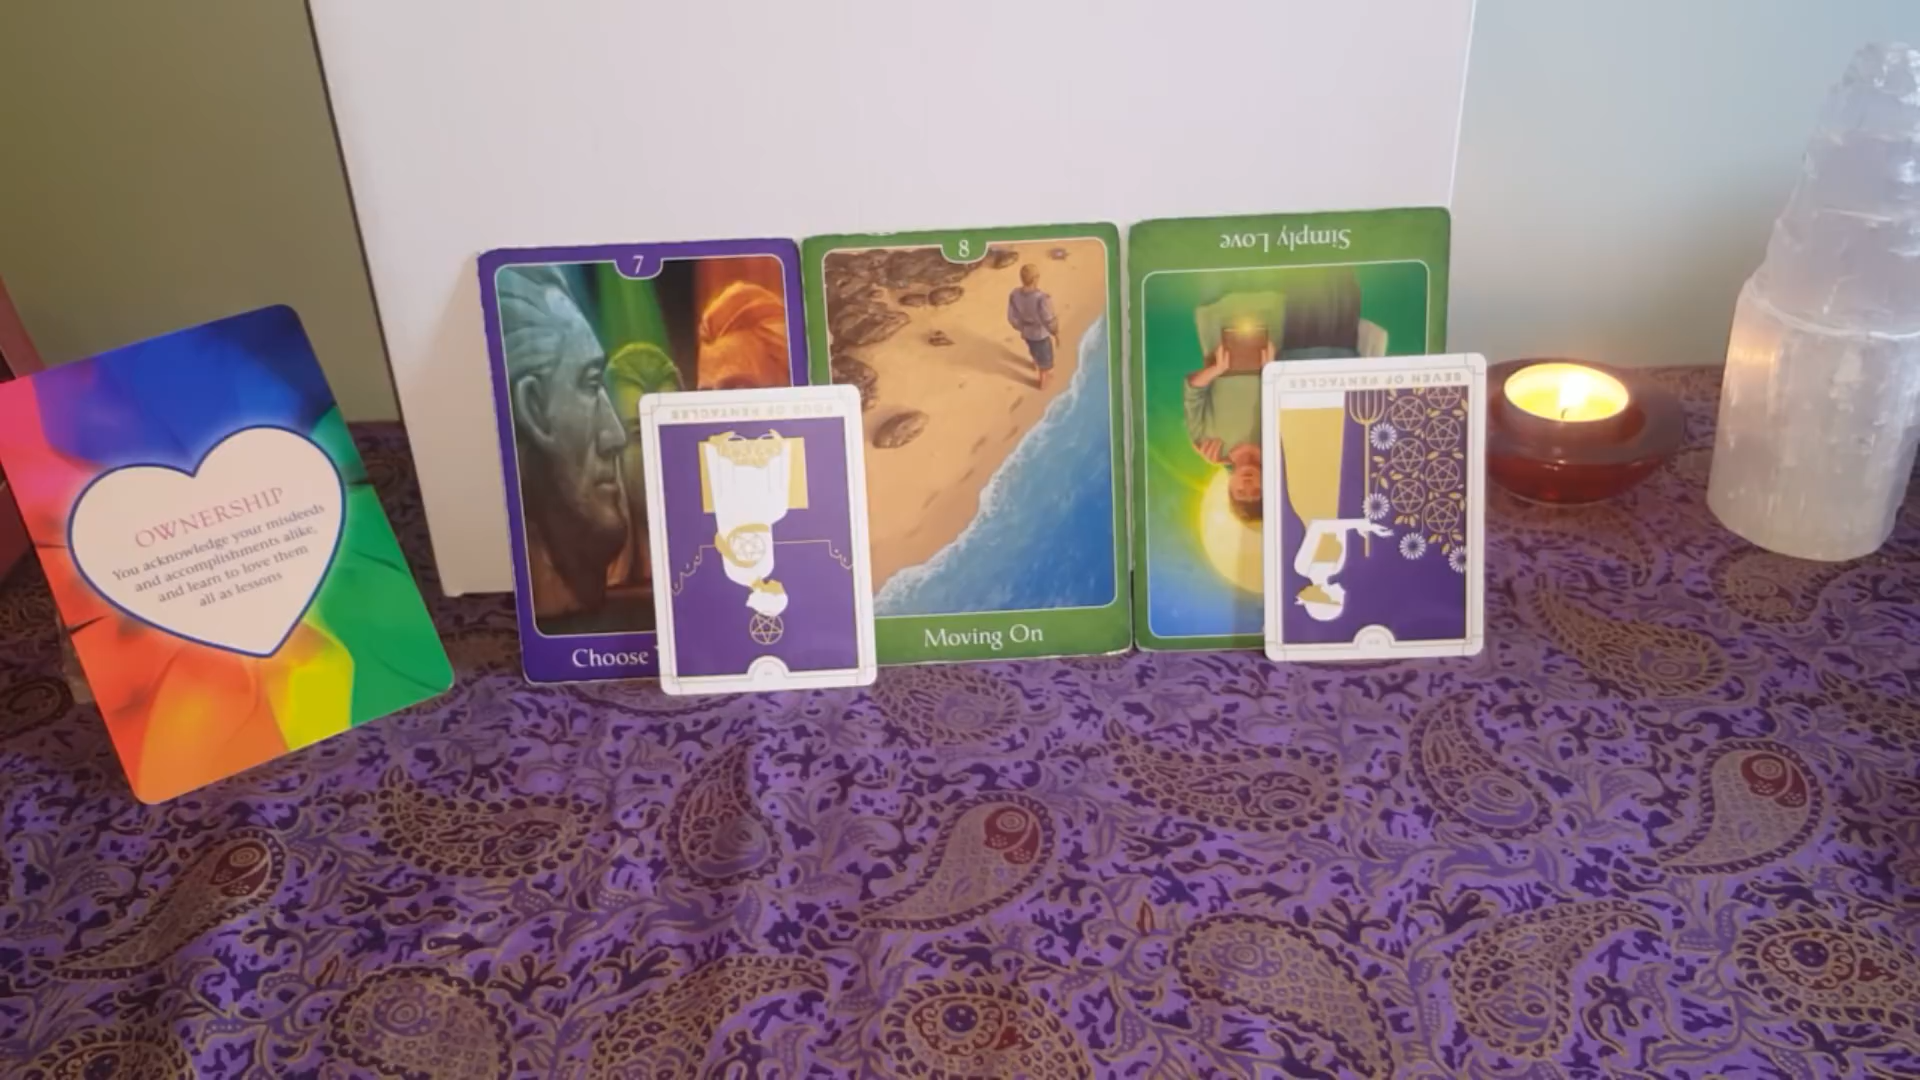 OWNERSHIP
You acknowledge your misdeeds
and accomplishments alike,
and learn to love them
all as lessons
7
Choose
FOUR OF PENTACLES
8
Moving On
Simply Love
SEVEN OF PENTACLES